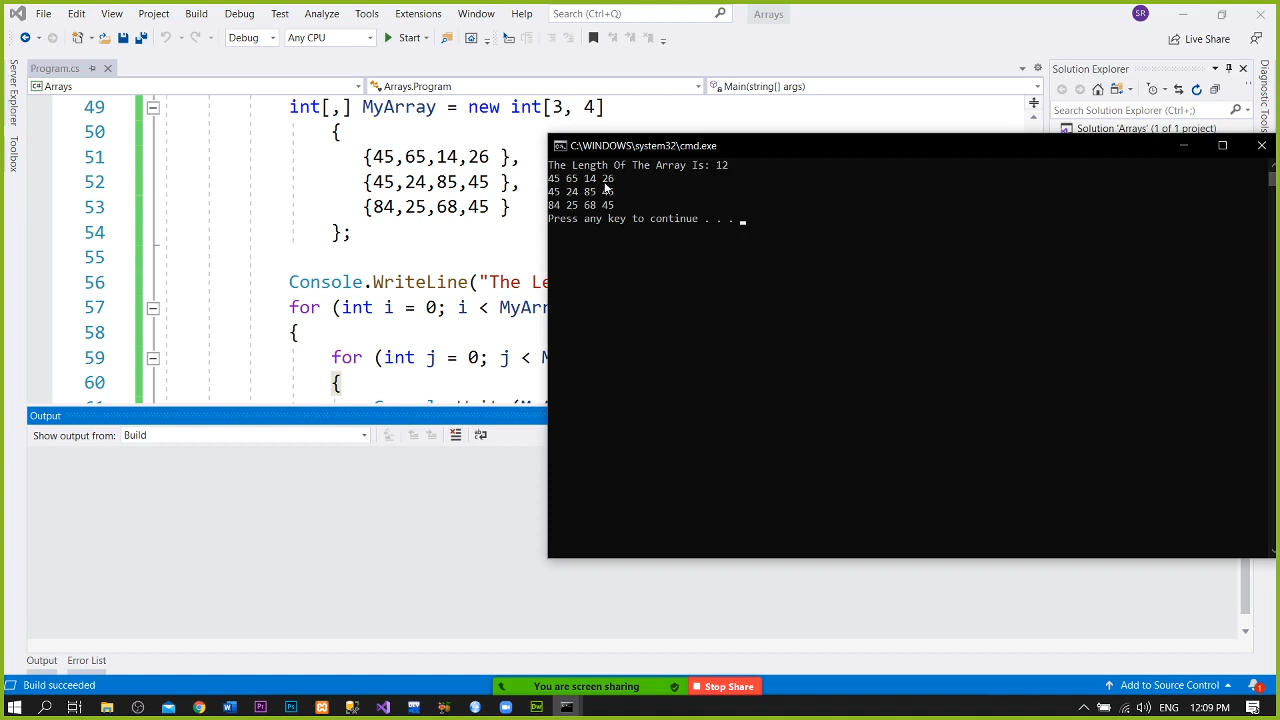 File Edit View Project Build Debug Test Analyze Tools Extensions Window Help Search (Ctrl+Q) Arrays SR
Debug Any CPU Start Live Share
Server Explorer
Toolbox
Program.cs
Arrays Arrays.Program Main(string[] args)
Solution Explorer
Search Solution Explorer (Ctrl+;)
Solution 'Arrays' (1 of 1 project)
Diagnostic Tools
49 int[,] MyArray = new int[3, 4]
50 {
51 {45,65,14,26 },
52 {45,24,85,45 },
53 {84,25,68,45 }
54 };
55
56 Console.WriteLine("The Le
57 for (int i = 0; i < MyArr
58 {
59 for (int j = 0; j < M
60 {
C:\WINDOWS\system32\cmd.exe
The Length Of The Array Is: 12
45 65 14 26
45 24 85
84 25 68 45
Press any key to continue . . .
Output
Show output from: Build
Output Error List
Build succeeded
You are screen sharing Stop Share
Add to Source Control 1
ENG 12:09 PM